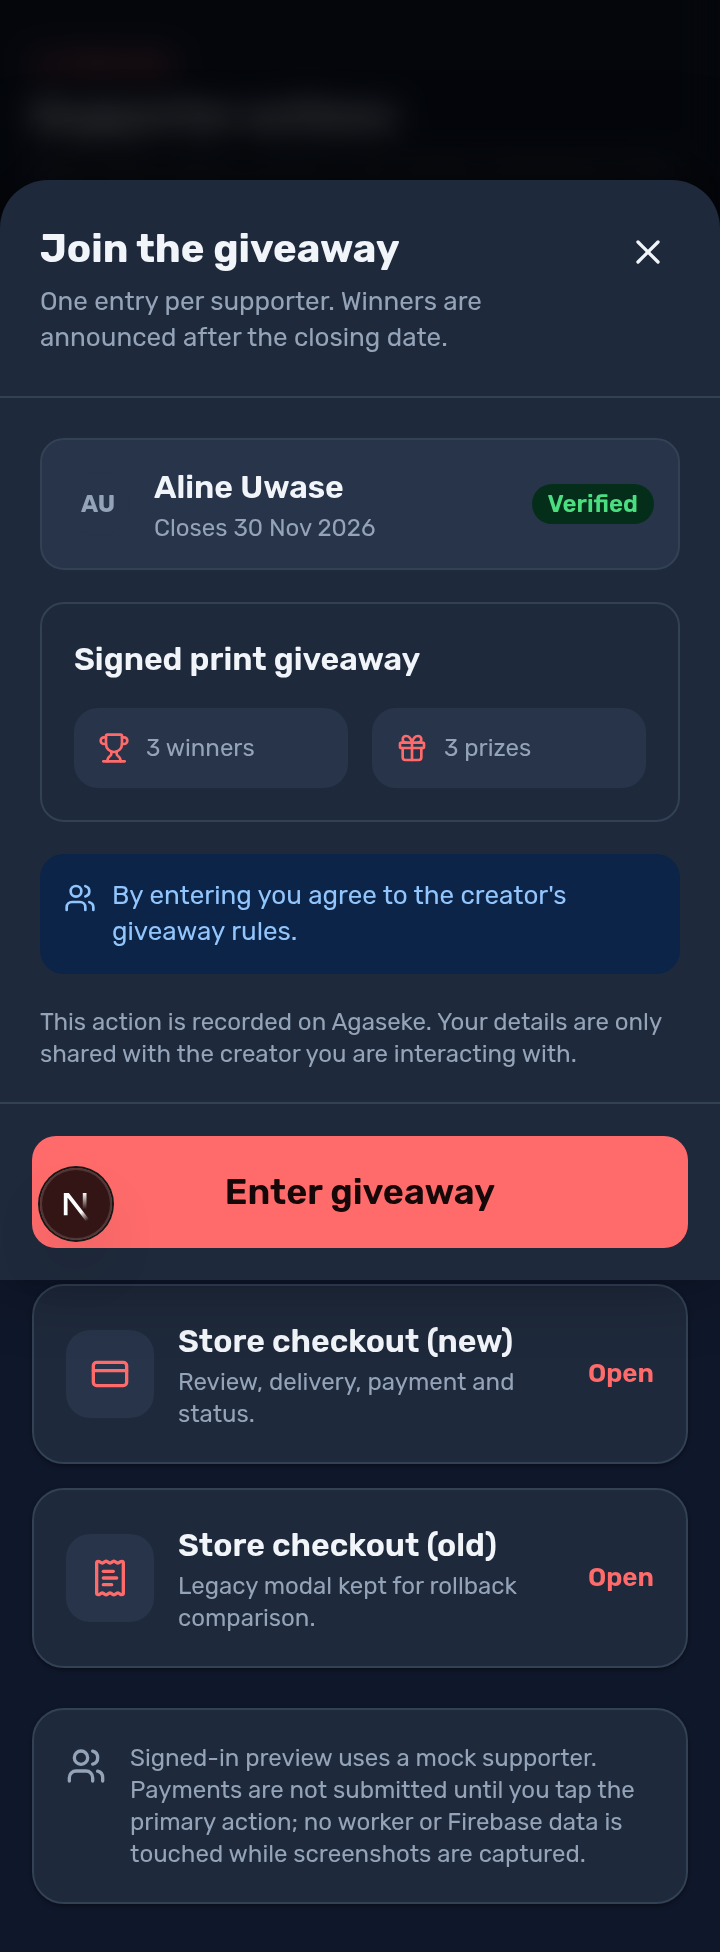 Join the giveaway
One entry per supporter. Winners are
announced after the closing date.
AU
Aline Uwase
Closes 30 Nov 2026
Verified
Signed print giveaway
3 winners
3 prizes
By entering you agree to the creator's
giveaway rules.
This action is recorded on Agaseke. Your details are only
shared with the creator you are interacting with.
Enter giveaway
N
Store checkout (new)
Review, delivery, payment and
status.
Open
Store checkout (old)
Legacy modal kept for rollback
comparison.
Open
Signed-in preview uses a mock supporter.
Payments are not submitted until you tap the
primary action; no worker or Firebase data is
touched while screenshots are captured.